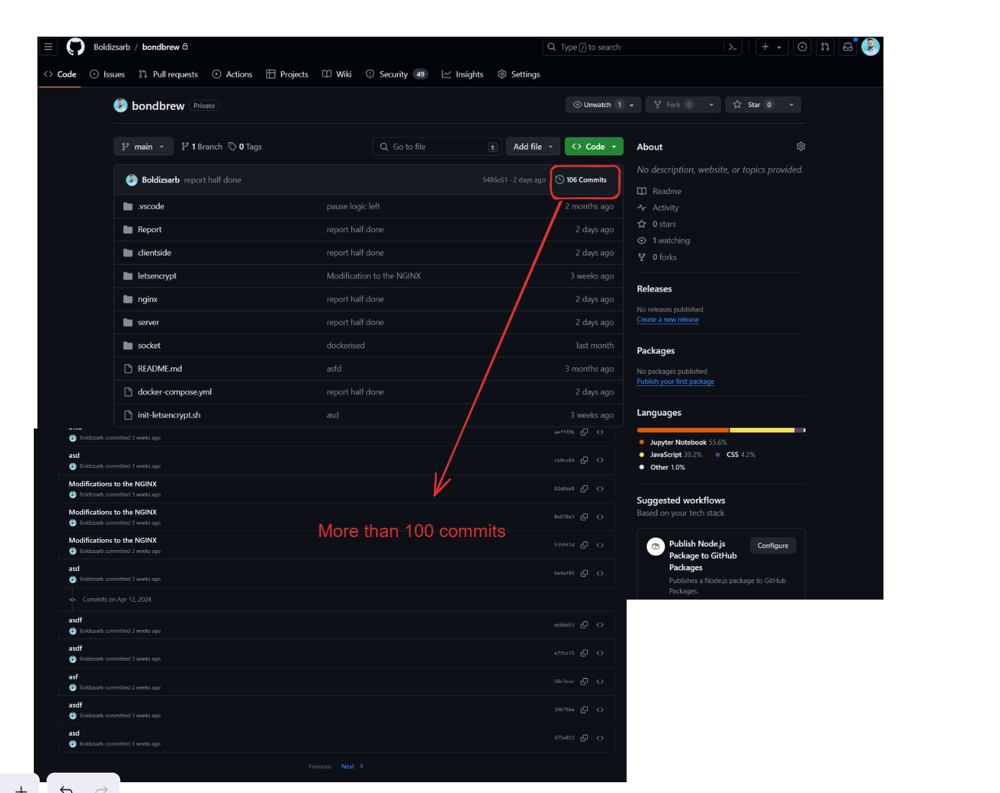 Boldizsarb / bondbrew
Type / to search
Code Issues Pull requests Actions Projects Wiki Security 49 Insights Settings
bondbrew Private
Unwatch 1 Fork 0 Star 0
main 1 Branch 0 Tags
Go to file t Add file Code
Boldizsarb report half done 5486c61 · 2 days ago 106 Commits
.vscode pause logic left 2 months ago
Report report half done 2 days ago
clientside report half done 2 days ago
letsencrypt Modification to the NGINX 3 weeks ago
nginx report half done 2 days ago
server report half done 2 days ago
socket dockerised last month
README.md asfd 3 months ago
docker-compose.yml report half done 2 days ago
init-letsencrypt.sh asd 3 weeks ago
About
No description, website, or topics provided.
Readme
Activity
0 stars
1 watching
0 forks
Releases
No releases published
Create a new release
Packages
No packages published
Publish your first package
Languages
Jupyter Notebook 55.6%
JavaScript 39.2% CSS 4.2%
Other 1.0%
Suggested workflows
Based on your tech stack
Publish Node.js
Package to GitHub
Packages
Configure
Publishes a Node.js package to GitHub
Packages.
Boldizsarb committed 3 weeks ago aeff49b
asd
Boldizsarb committed 3 weeks ago cb0ea84
Modifications to the NGINX
Boldizsarb committed 3 weeks ago 82a0ee8
Modifications to the NGINX
Boldizsarb committed 3 weeks ago 8e670e3
Modifications to the NGINX
Boldizsarb committed 3 weeks ago 5359f14
More than 100 commits
asd
Boldizsarb committed 3 weeks ago 6e4af09
Commits on Apr 12, 2024
asdf
Boldizsarb committed 3 weeks ago e60dd53
asdf
Boldizsarb committed 3 weeks ago e77ccf5
asf
Boldizsarb committed 3 weeks ago 58c3eac
asdf
Boldizsarb committed 3 weeks ago 34b75be
asd
Boldizsarb committed 3 weeks ago 475e815
Previous Next